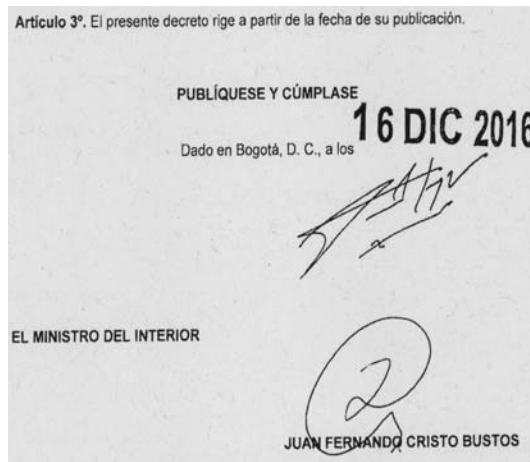 Artículo 3º. El presente decreto rige a partir de la fecha de su publicación.
PUBLÍQUESE Y CÚMPLASE
16 DIC 2016
Dado en Bogotá, D. C., a los
EL MINISTRO DEL INTERIOR
JUAN FERNANDO CRISTO BUSTOS